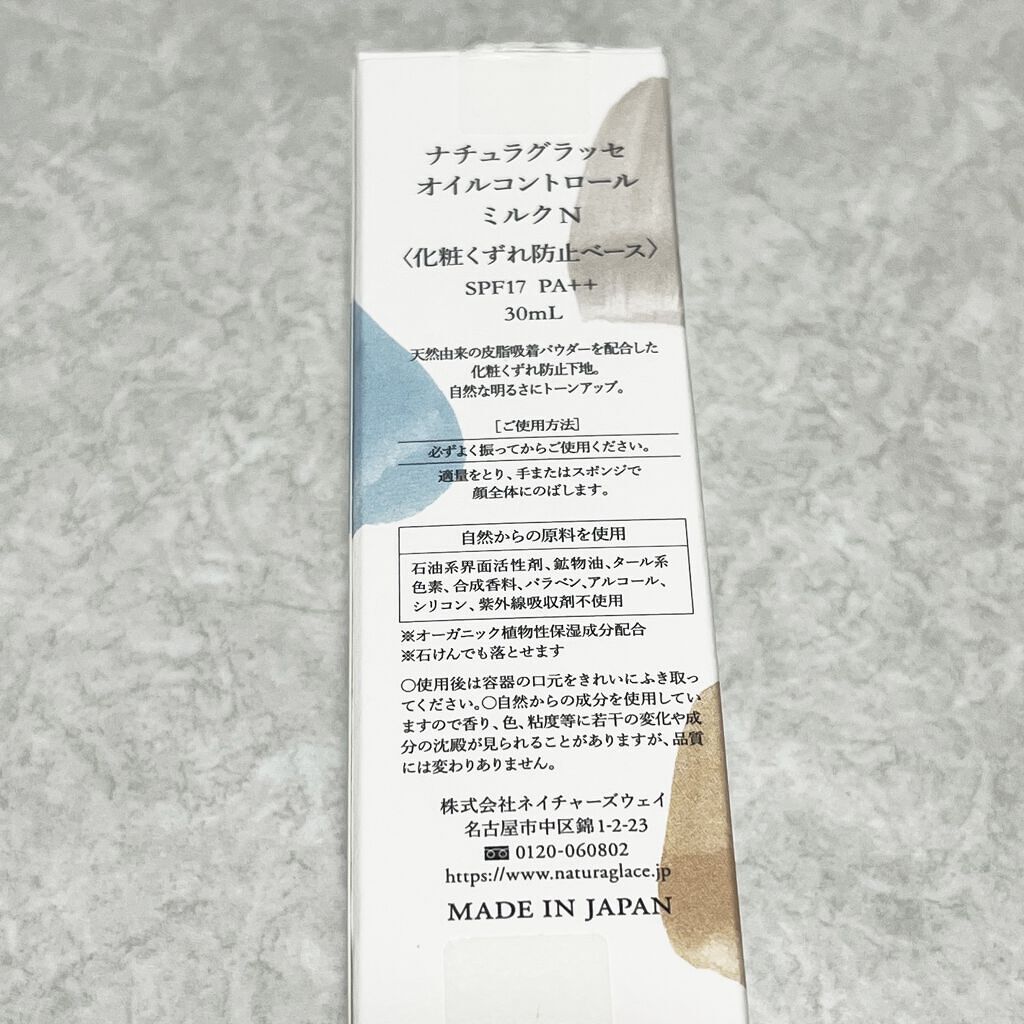 ナチュラグラッセ
オイルコントロール
ミルクN
〈化粧くずれ防止ベース〉
SPF17 PA++
30mL
天然由来の皮脂吸着パウダーを配合した
化粧くずれ防止下地。
自然な明るさにトーンアップ。
［ご使用方法］
必ずよく振ってからご使用ください。
適量をとり、手またはスポンジで
顔全体にのばします。
自然からの原料を使用
石油系界面活性剤、鉱物油、タール系
色素、合成香料、パラベン、アルコール、
シリコン、紫外線吸収剤不使用
※オーガニック植物性保湿成分配合
※石けんでも落とせます
○使用後は容器の口元をきれいにふき取っ
てください。○自然からの成分を使用してい
ますので香り、色、粘度等に若干の変化や成
分の沈殿が見られることがありますが、品質
には変わりありません。
株式会社ネイチャーズウェイ
名古屋市中区錦1-2-23
0120-060802
https://www.naturaglace.jp
MADE IN JAPAN